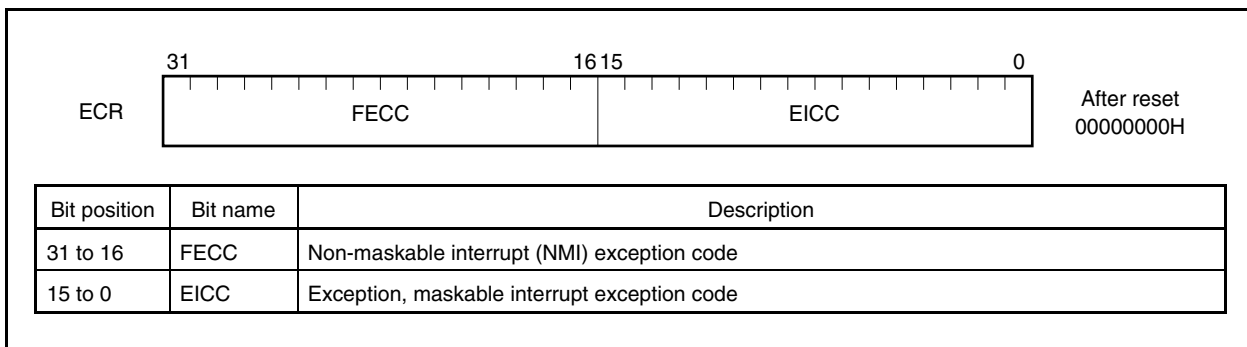 31 16 15 0
ECR FECC EICC After reset
00000000H
Bit position Bit name Description
31 to 16 FECC Non-maskable interrupt (NMI) exception code
15 to 0 EICC Exception, maskable interrupt exception code